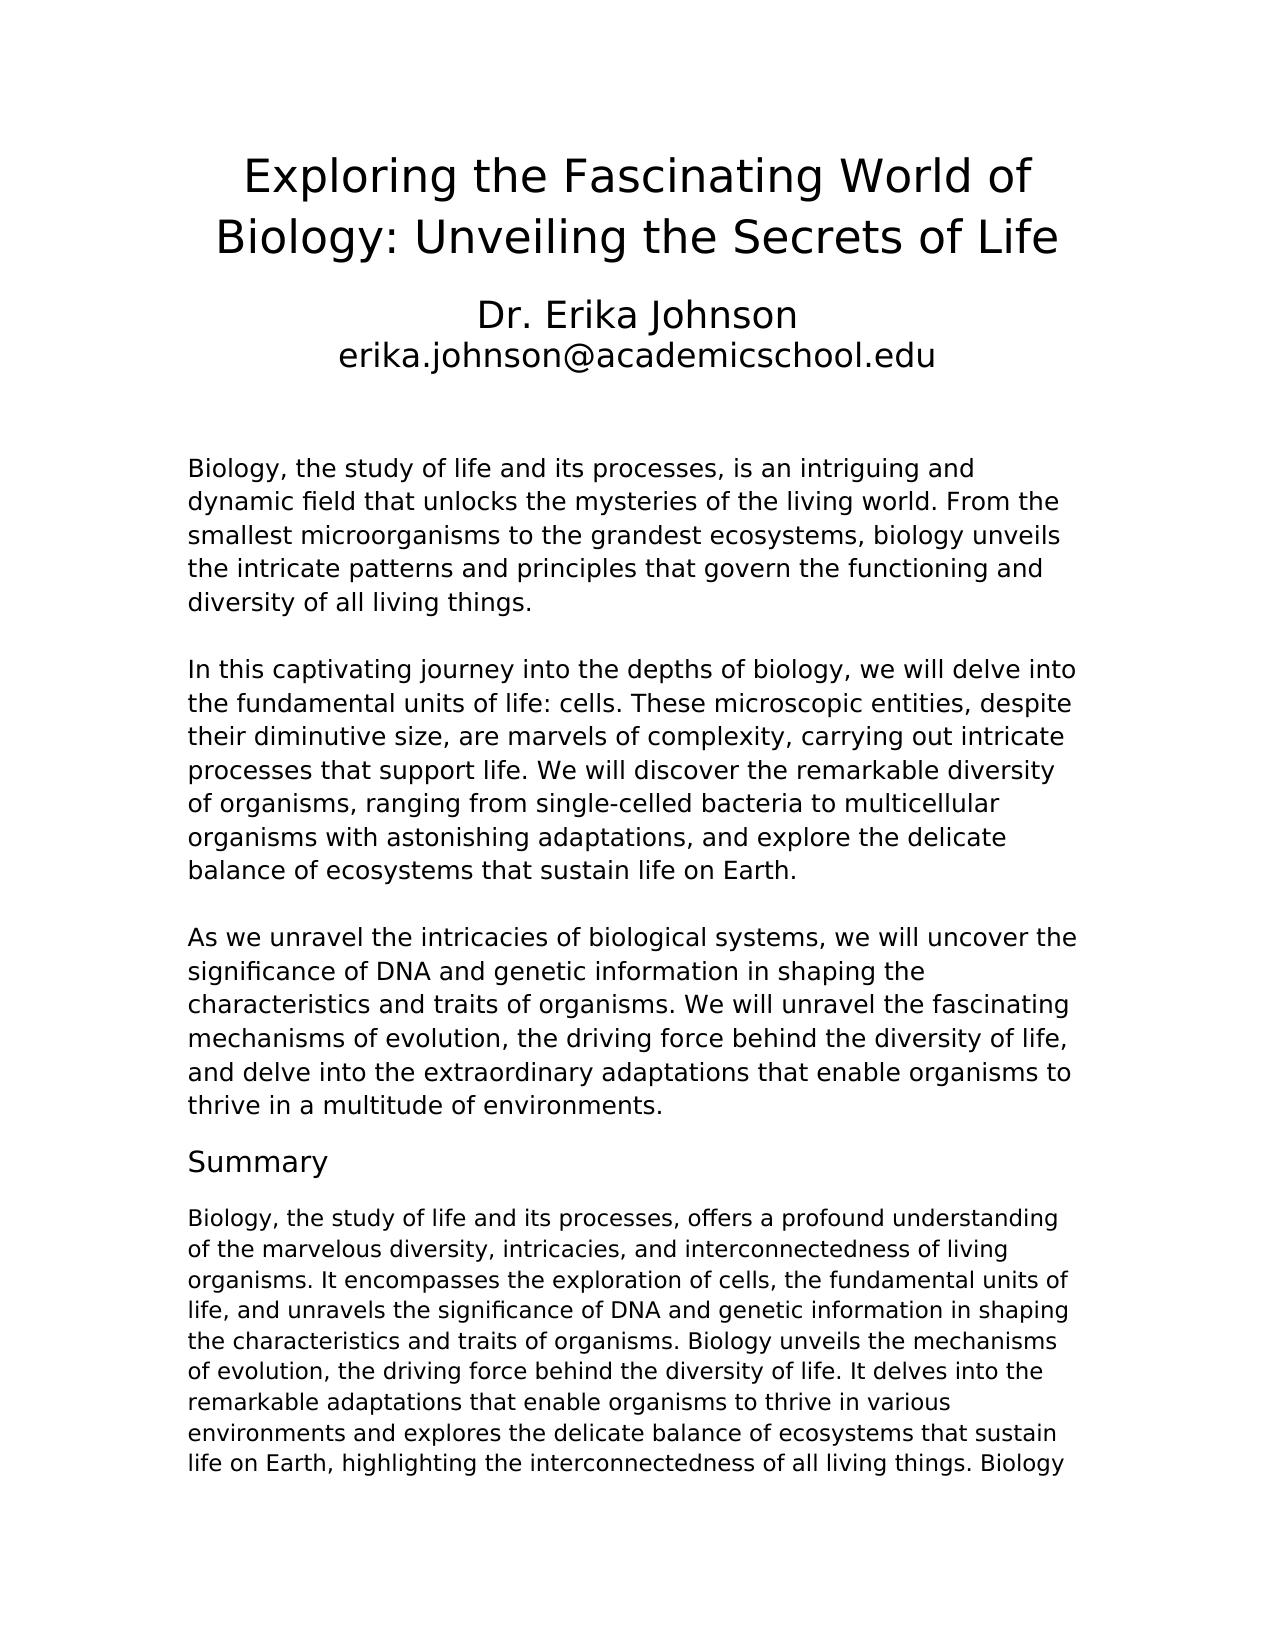 Exploring the Fascinating World of
Biology: Unveiling the Secrets of Life
Dr. Erika Johnson
erika.johnson@academicschool.edu
Biology, the study of life and its processes, is an intriguing and
dynamic field that unlocks the mysteries of the living world. From the
smallest microorganisms to the grandest ecosystems, biology unveils
the intricate patterns and principles that govern the functioning and
diversity of all living things.
In this captivating journey into the depths of biology, we will delve into
the fundamental units of life: cells. These microscopic entities, despite
their diminutive size, are marvels of complexity, carrying out intricate
processes that support life. We will discover the remarkable diversity
of organisms, ranging from single-celled bacteria to multicellular
organisms with astonishing adaptations, and explore the delicate
balance of ecosystems that sustain life on Earth.
As we unravel the intricacies of biological systems, we will uncover the
significance of DNA and genetic information in shaping the
characteristics and traits of organisms. We will unravel the fascinating
mechanisms of evolution, the driving force behind the diversity of life,
and delve into the extraordinary adaptations that enable organisms to
thrive in a multitude of environments.
Summary
Biology, the study of life and its processes, offers a profound understanding
of the marvelous diversity, intricacies, and interconnectedness of living
organisms. It encompasses the exploration of cells, the fundamental units of
life, and unravels the significance of DNA and genetic information in shaping
the characteristics and traits of organisms. Biology unveils the mechanisms
of evolution, the driving force behind the diversity of life. It delves into the
remarkable adaptations that enable organisms to thrive in various
environments and explores the delicate balance of ecosystems that sustain
life on Earth, highlighting the interconnectedness of all living things. Biology